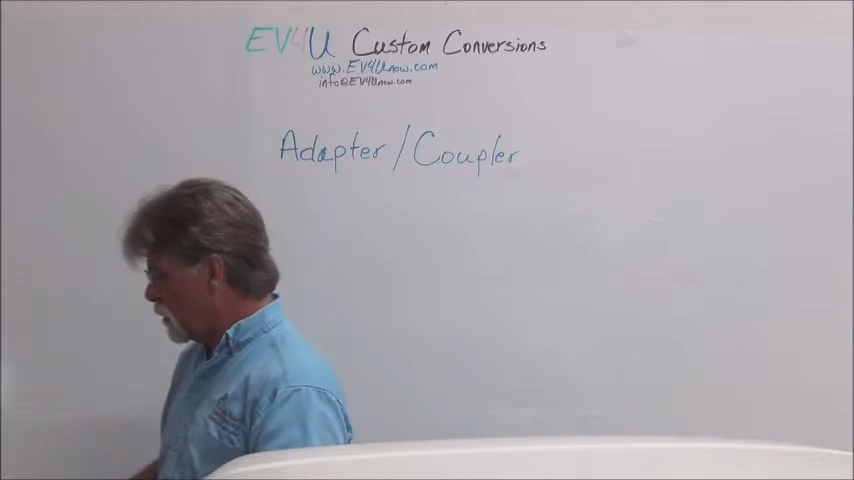 EV4U Custom Conversions
www.EV4Unow.com
info@EV4Unow.com
Adapter/Coupler